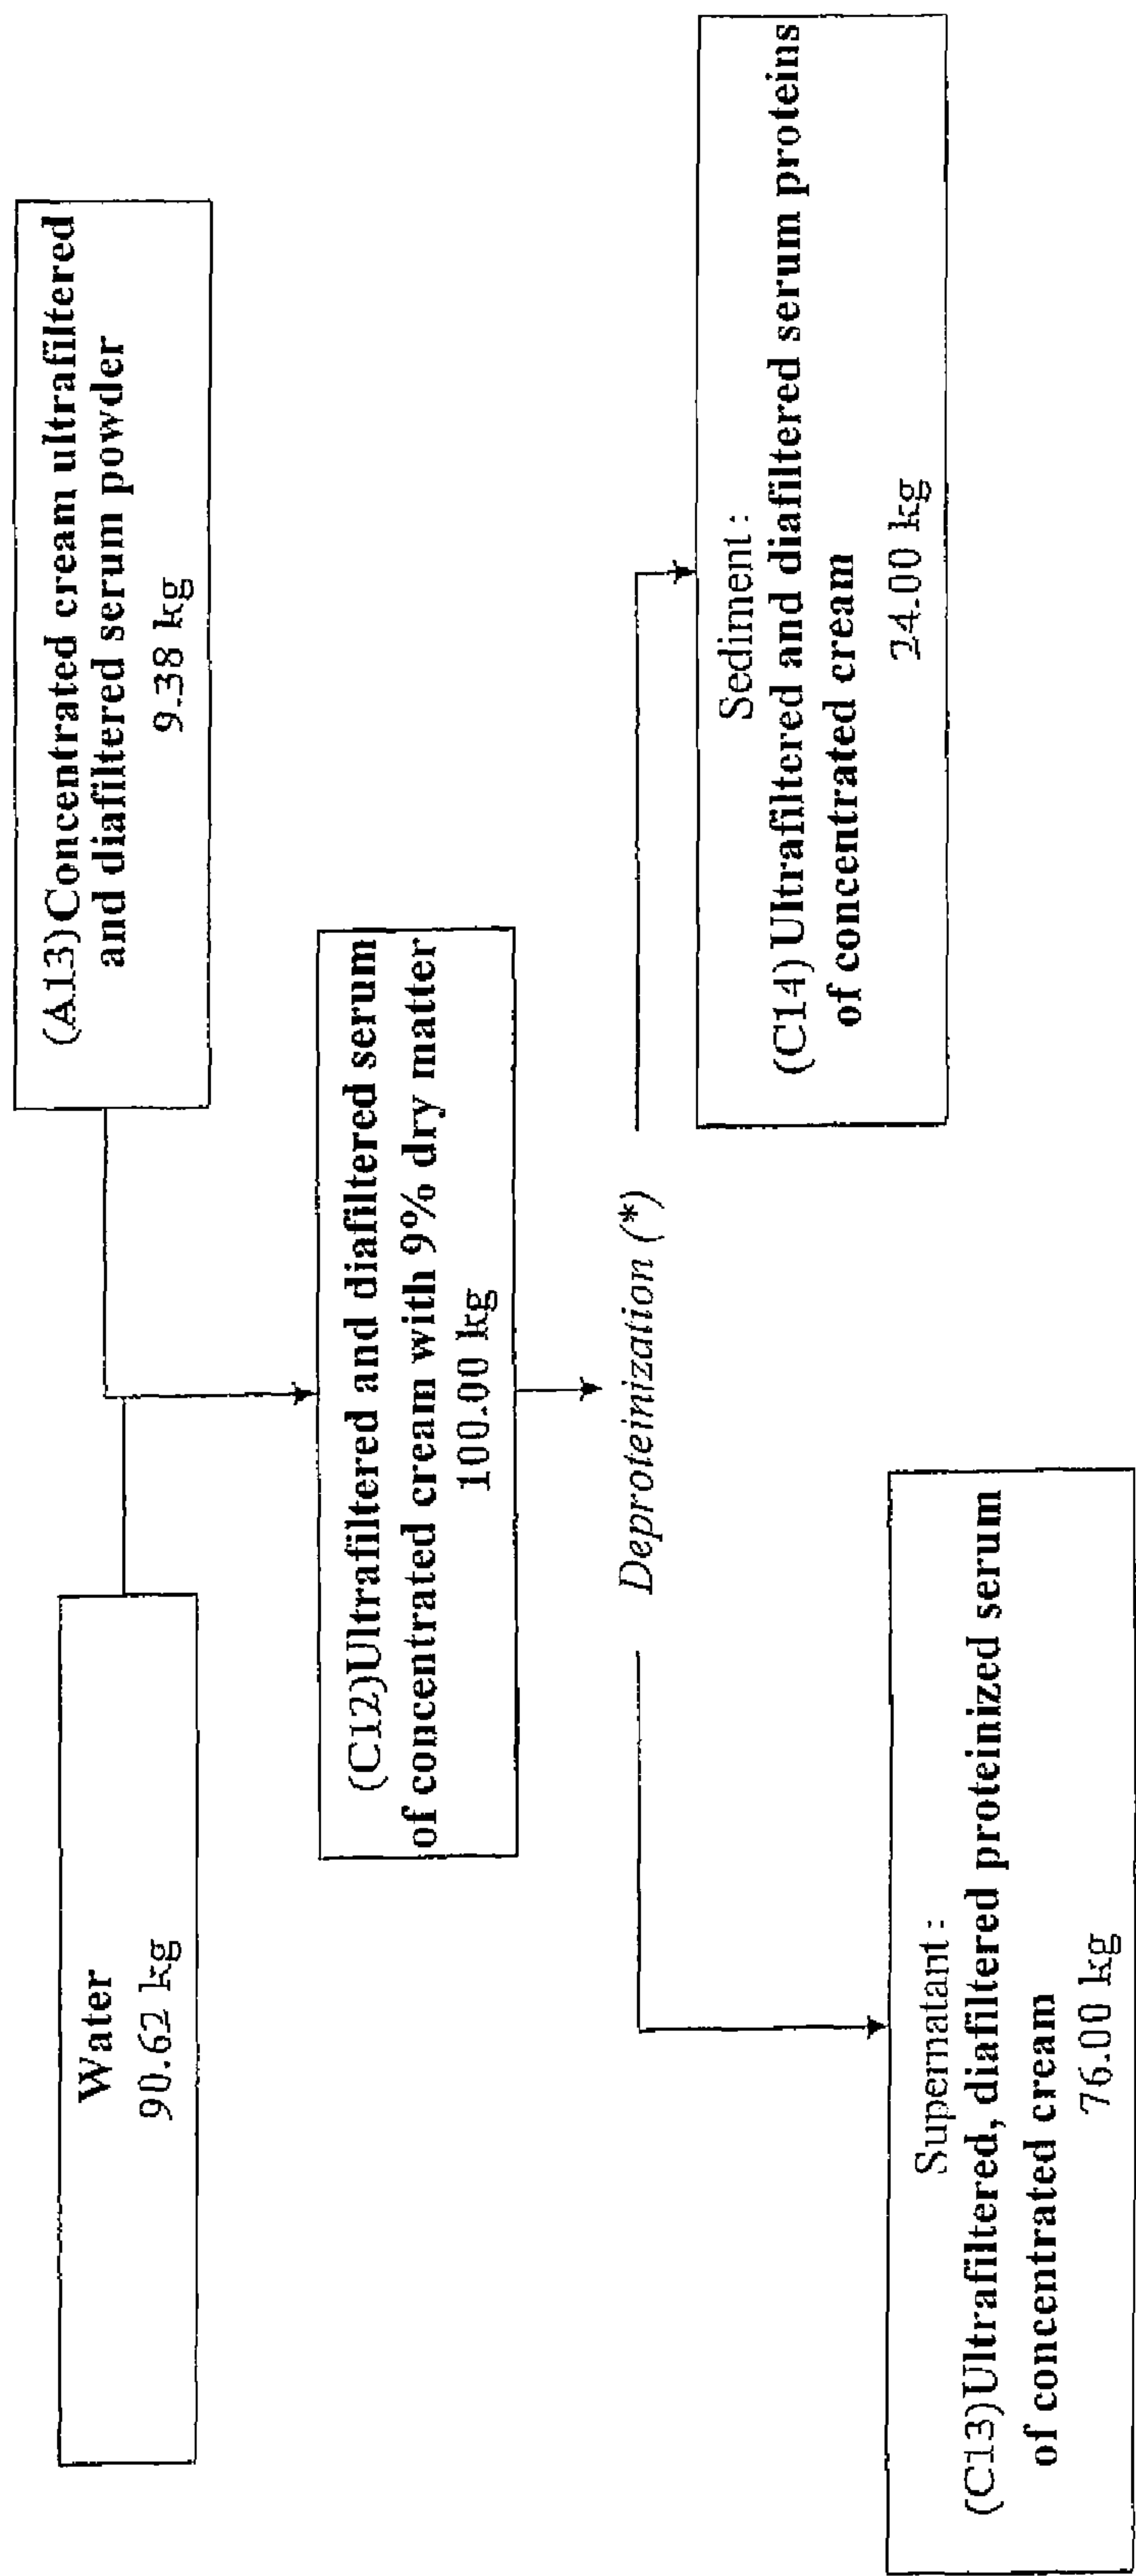 Water
90.62 kg
(A13)Concentrated cream ultrafiltered
and diafiltered serum powder
9.38 kg
(C12)Ultrafiltered and diafiltered serum
of concentrated cream with 9% dry matter
100.00 kg
Deproteinization (*)
Supernatant :
(C13)Ultrafiltered, diafiltered proteinized serum
of concentrated cream
76.00 kg
Sediment :
(C14) Ultrafiltered and diafiltered serum proteins
of concentrated cream
24.00 kg